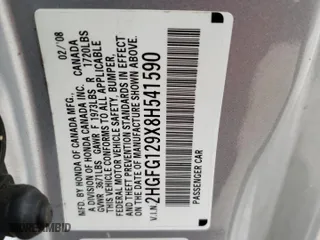 MFD. BY HONDA OF CANADA MFG., 02/'08
A DIVISION OF HONDA CANADA INC. CANADA
GVWR 3671LBS GAWR F 1973LBS R 1720LBS
THIS VEHICLE CONFORMS TO ALL APPLICABLE
FEDERAL MOTOR VEHICLE SAFETY, BUMPER, AND
THEFT PREVENTION STANDARDS IN EFFECT
ON THE DATE OF MANUFACTURE SHOWN ABOVE.
V.I.N. 2HGFG129X8H541590
PASSENGER CAR